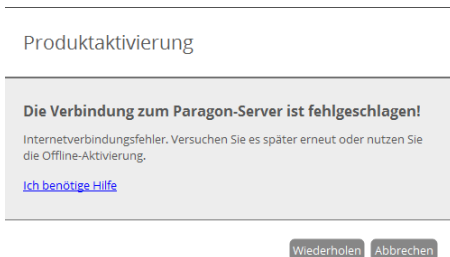 Produktaktivierung
Die Verbindung zum Paragon-Server ist fehlgeschlagen!
Internetverbindungsfehler. Versuchen Sie es später erneut oder nutzen Sie
die Offline-Aktivierung.
Ich benötige Hilfe
Wiederholen Abbrechen